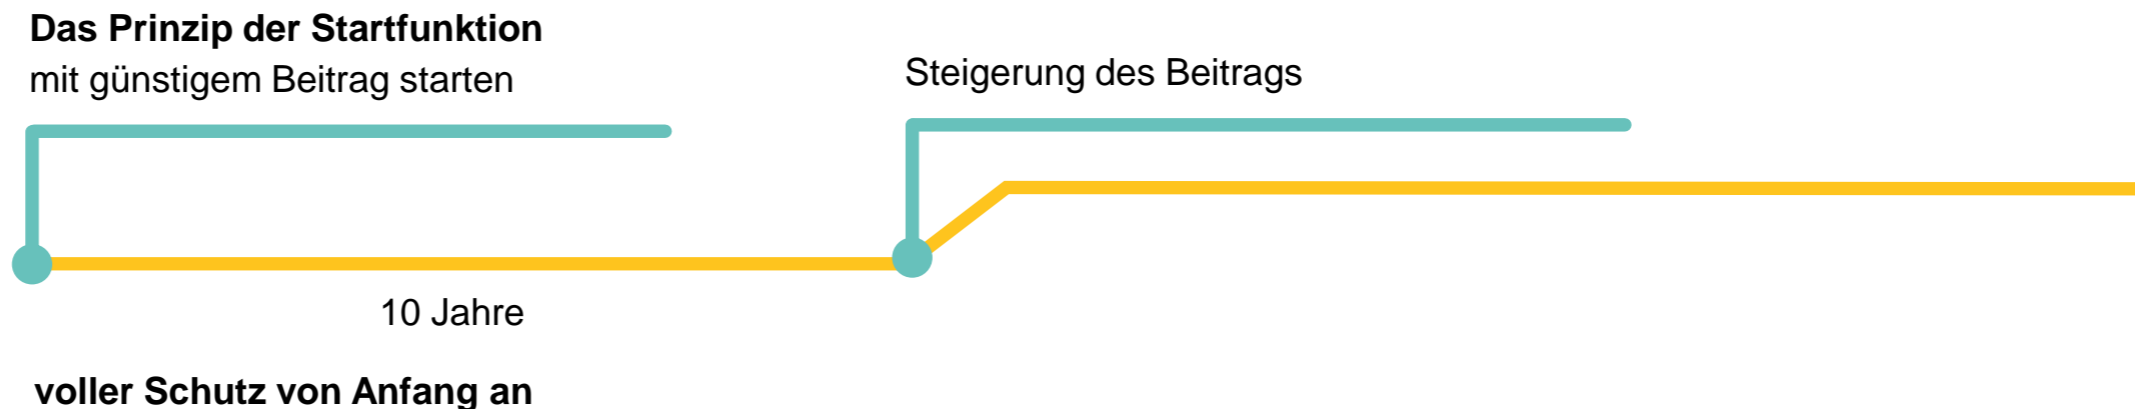 Das Prinzip der Startfunktion
mit günstigem Beitrag starten
Steigerung des Beitrags
10 Jahre
voller Schutz von Anfang an